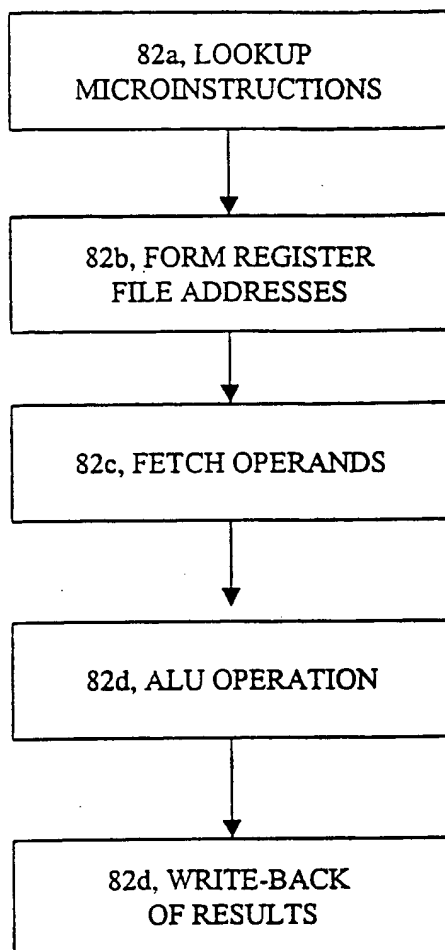 82a, LOOKUP
MICROINSTRUCTIONS
82b, FORM REGISTER
FILE ADDRESSES
82c, FETCH OPERANDS
82d, ALU OPERATION
82d, WRITE-BACK
OF RESULTS